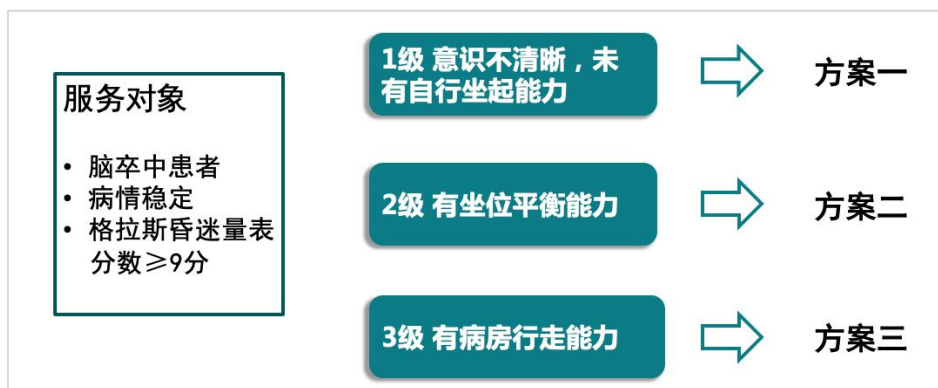 服务对象
• 脑卒中患者
• 病情稳定
• 格拉斯昏迷量表
分数≥9分
1级 意识不清晰，未
有自行坐起能力
方案一
2级 有坐位平衡能力
方案二
3级 有病房行走能力
方案三